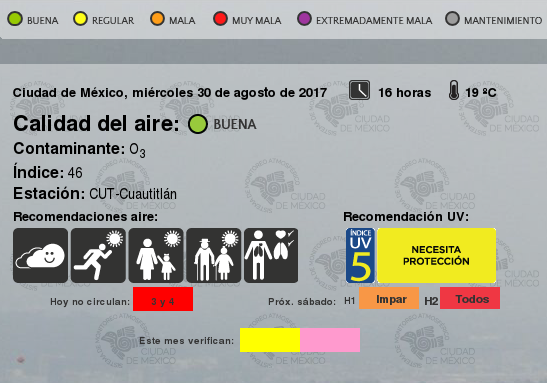 BUENA REGULAR MALA MUY MALA EXTREMADAMENTE MALA MANTENIMIENTO
Ciudad de México, miércoles 30 de agosto de 2017 16 horas 19 ºC
Calidad del aire: BUENA
Contaminante: O3
Índice: 46
Estación: CUT-Cuautitlán
Recomendaciones aire: Recomendación UV:
ÍNDICE
UV
5
NECESITA
PROTECCIÓN
Hoy no circulan: 3 y 4 Próx. sábado: H1 Impar H2 Todos
Este mes verifican:
CIUDAD
DE MÉXICO